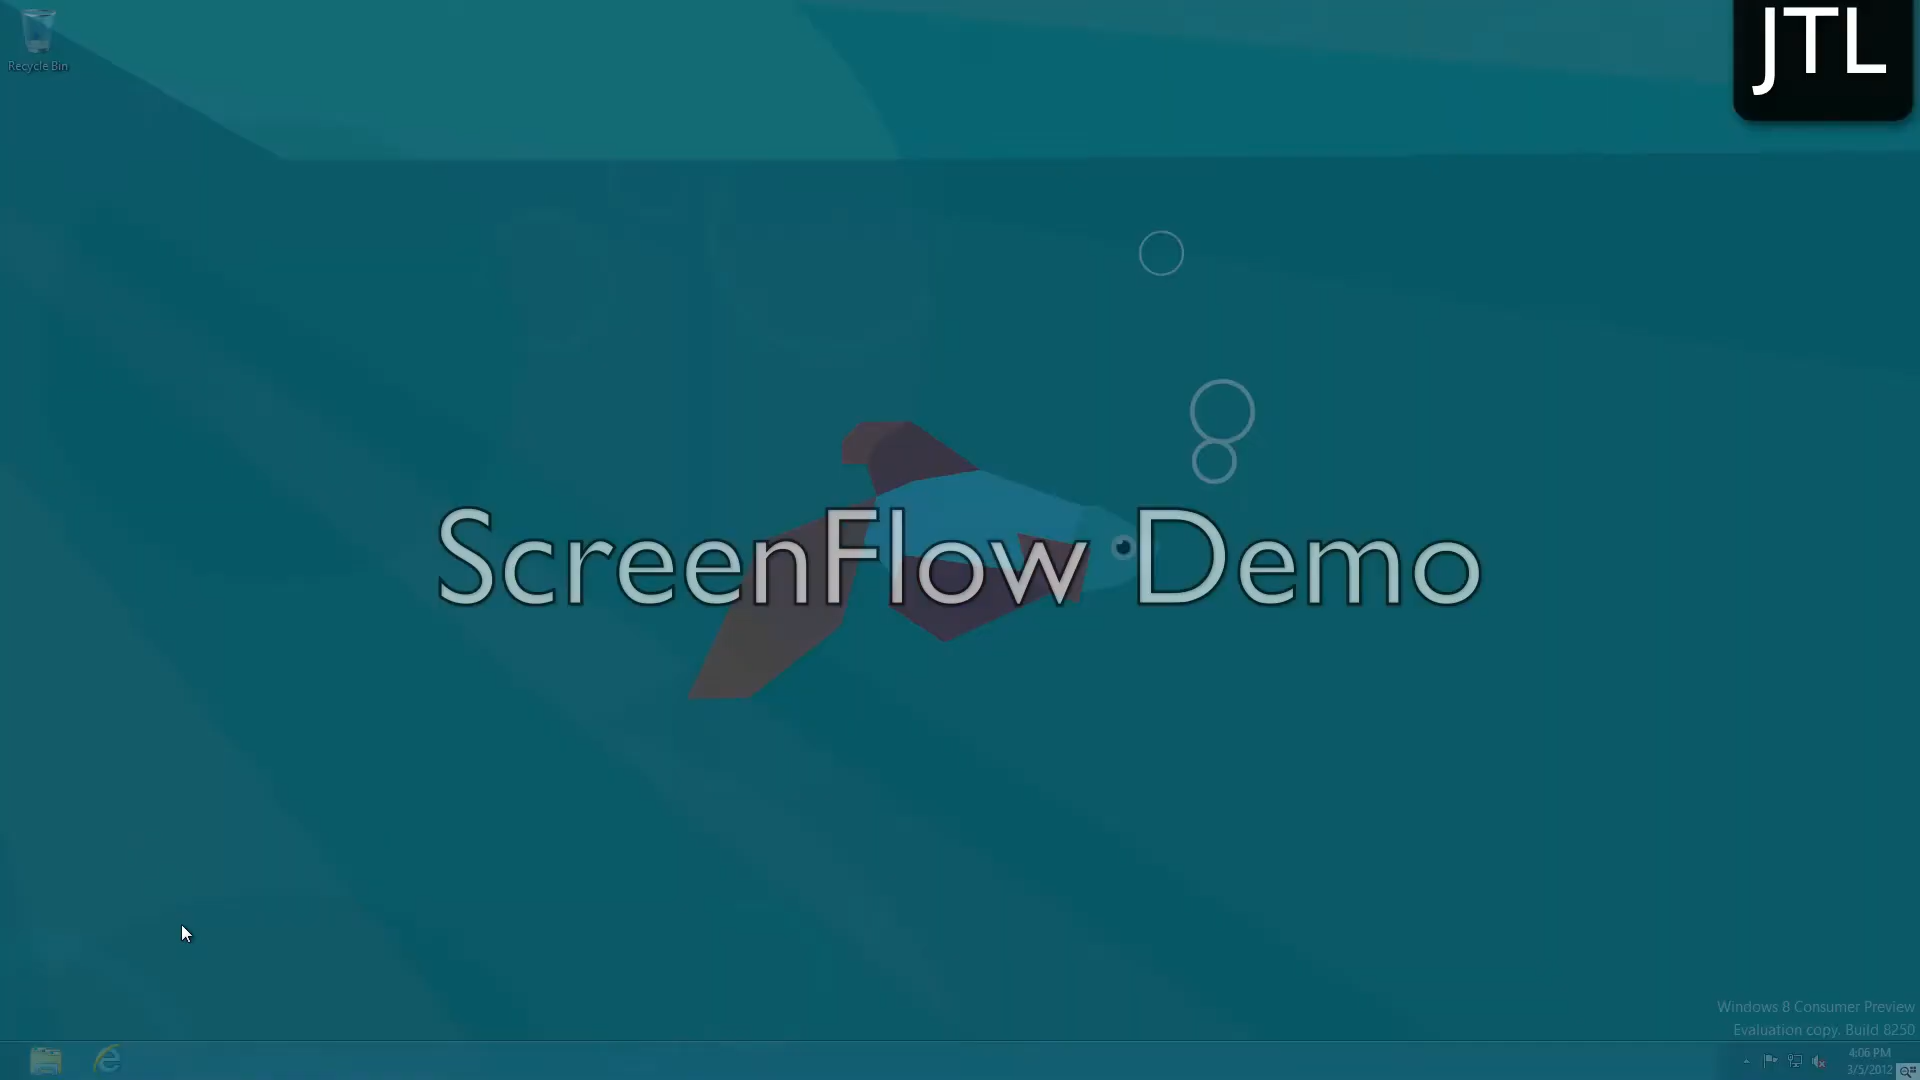 JTL
Recycle Bin
ScreenFlow Demo
Windows 8 Consumer Preview
Evaluation copy. Build 8250
4:06 PM
3/5/2012